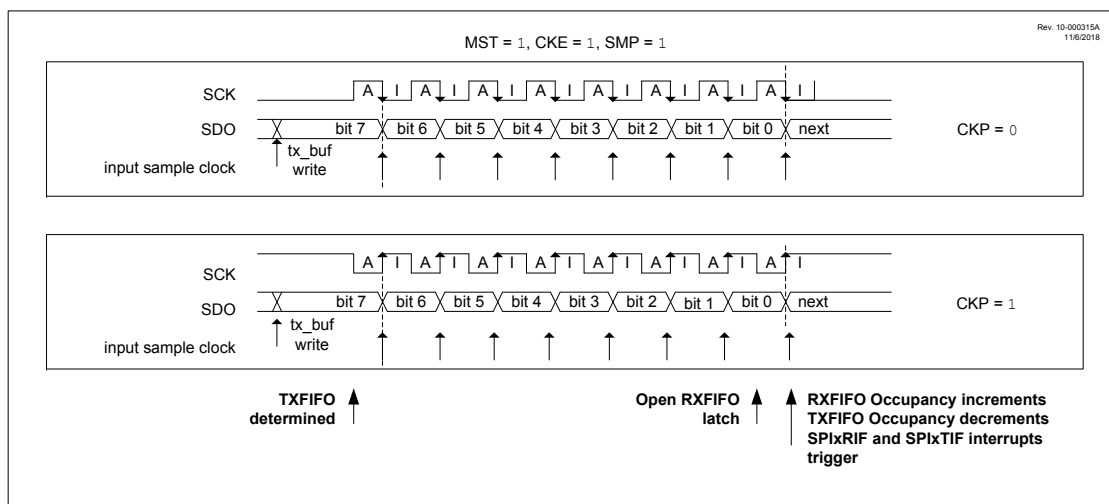 Rev. 10-000315A
11/6/2018
MST = 1, CKE = 1, SMP = 1
SCK
A I A I A I A I A I A I A I A I
SDO
bit 7 bit 6 bit 5 bit 4 bit 3 bit 2 bit 1 bit 0 next
CKP = 0
tx_buf
write
input sample clock
SCK
A I A I A I A I A I A I A I A I
SDO
bit 7 bit 6 bit 5 bit 4 bit 3 bit 2 bit 1 bit 0 next
CKP = 1
tx_buf
write
input sample clock
TXFIFO
determined
Open RXFIFO
latch
RXFIFO Occupancy increments
TXFIFO Occupancy decrements
SPIxRIF and SPIxTIF interrupts
trigger